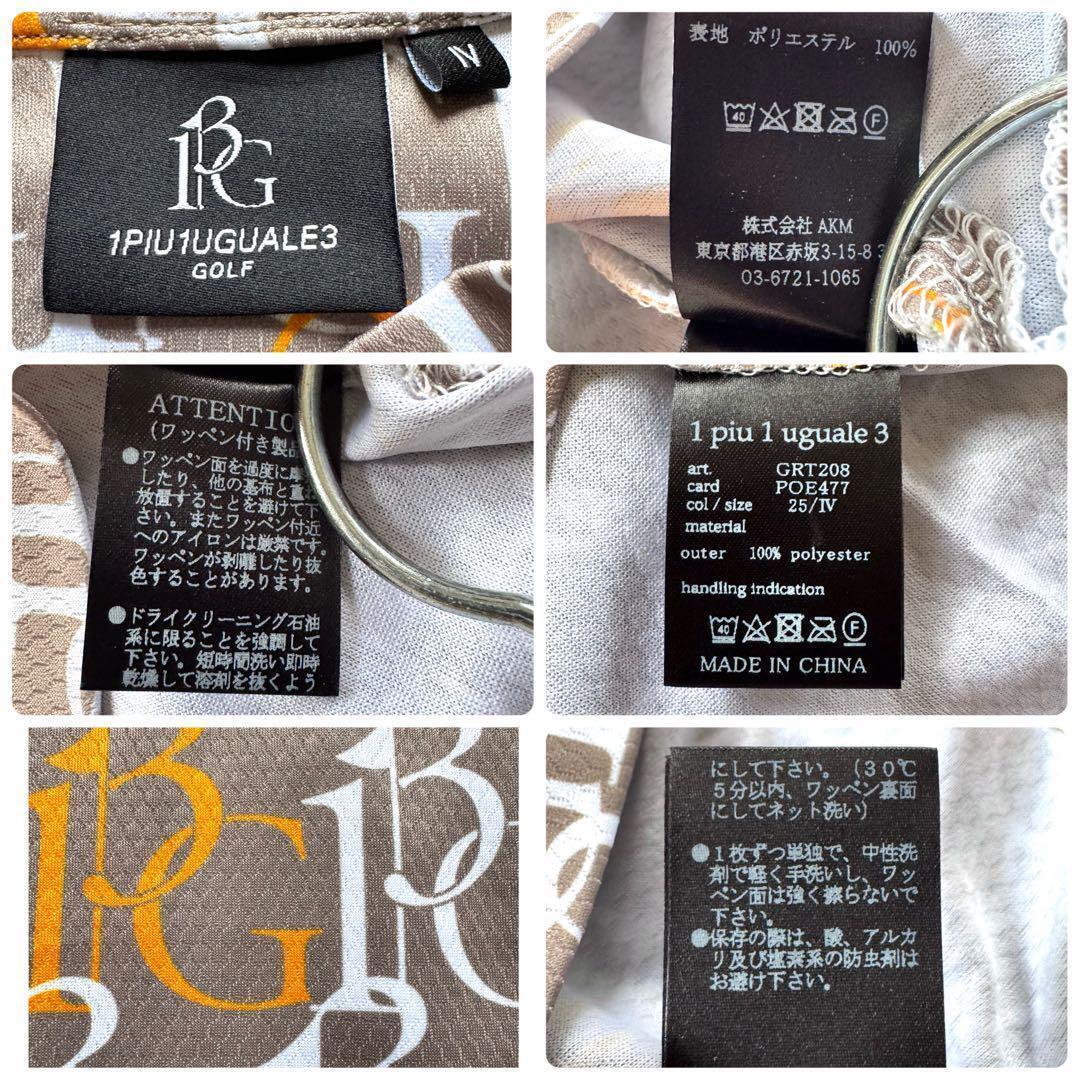 1BG
1PIU1UGUALE3
GOLF
IV
表地 ポリエステル 100%
40 F
株式会社 AKM
東京都港区赤坂3-15-8 3
03-6721-1065
ATTENTIO
(ワッペン付き製品
●ワッペン面を過度に
したり、他の基布と
放置することを避けて下
さい。またワッペン付近
へのアイロンは厳禁です。
ワッペンが剥離したり抜
色することがあります。
●ドライクリーニング石油
系に限ることを強調して
下さい。短時間洗い即時
乾燥して溶剤を抜くよう
1 piu 1 uguale 3
art. GRT208
card POE477
col / size 25/IV
material
outer 100% polyester
handling indication
40 F
MADE IN CHINA
1BG 1BG
にして下さい。(30℃
5分以内、ワッペン裏面
にしてネット洗い)
●1枚ずつ単独で、中性洗
剤で軽く手洗いし、ワッ
ペン面は強く擦らないで
下さい。
●保存の際は、酸、アルカ
リ及び塩素系の防虫剤は
お避け下さい。